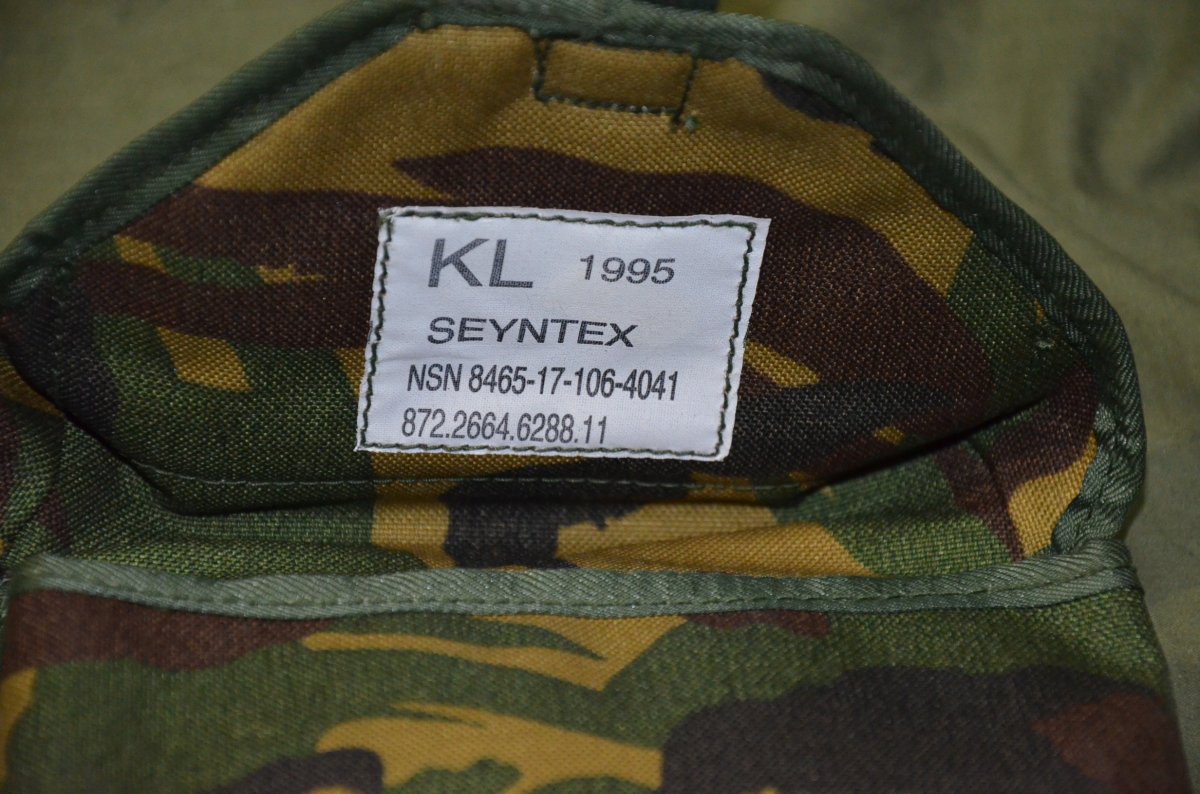 KL 1995
SEYNTEX
NSN 8465-17-106-4041
872.2664.6288.11